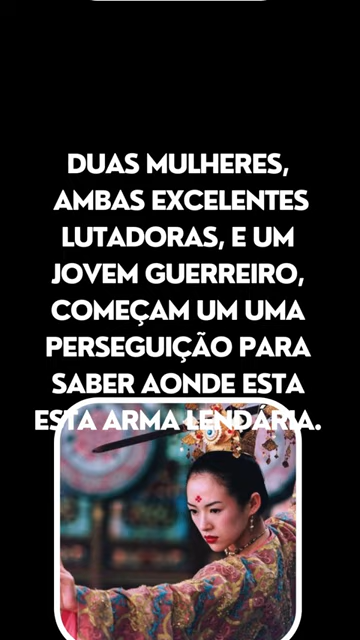 DUAS MULHERES,
AMBAS EXCELENTES
LUTADORAS, E UM
JOVEM GUERREIRO,
COMEÇAM UM UMA
PERSEGUIÇÃO PARA
SABER AONDE ESTA
ESTA ARMA LENDÁRIA.